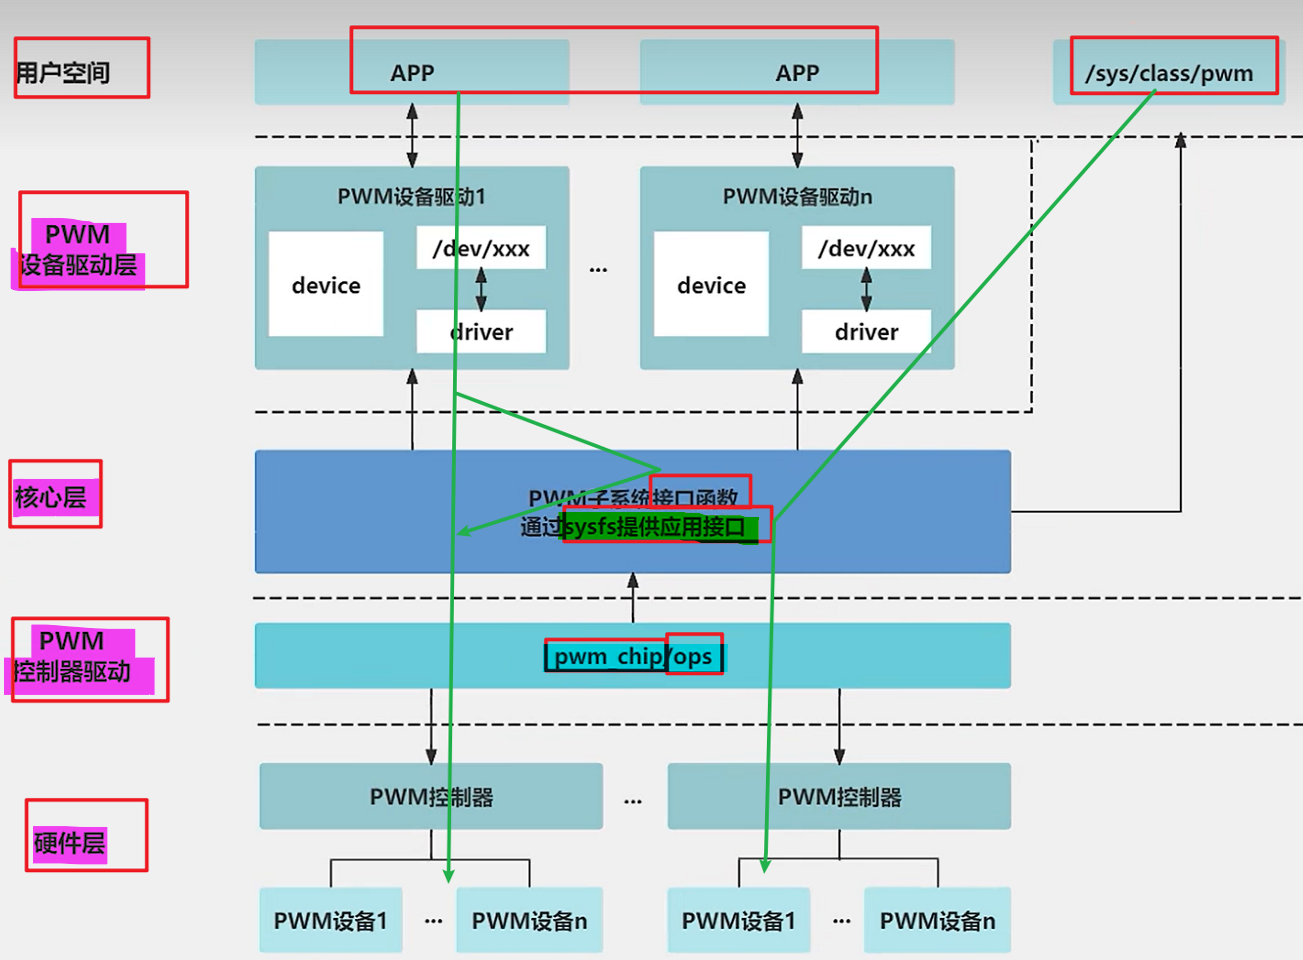 用户空间
APP
APP
/sys/class/pwm
PWM
设备驱动层
PWM设备驱动1
device
/dev/xxx
driver
...
PWM设备驱动n
device
/dev/xxx
driver
核心层
PWM子系统接口函数
通过sysfs提供应用接口
PWM
控制器驱动
pwm_chip/ops
硬件层
PWM控制器
...
PWM控制器
PWM设备1
...
PWM设备n
PWM设备1
...
PWM设备n